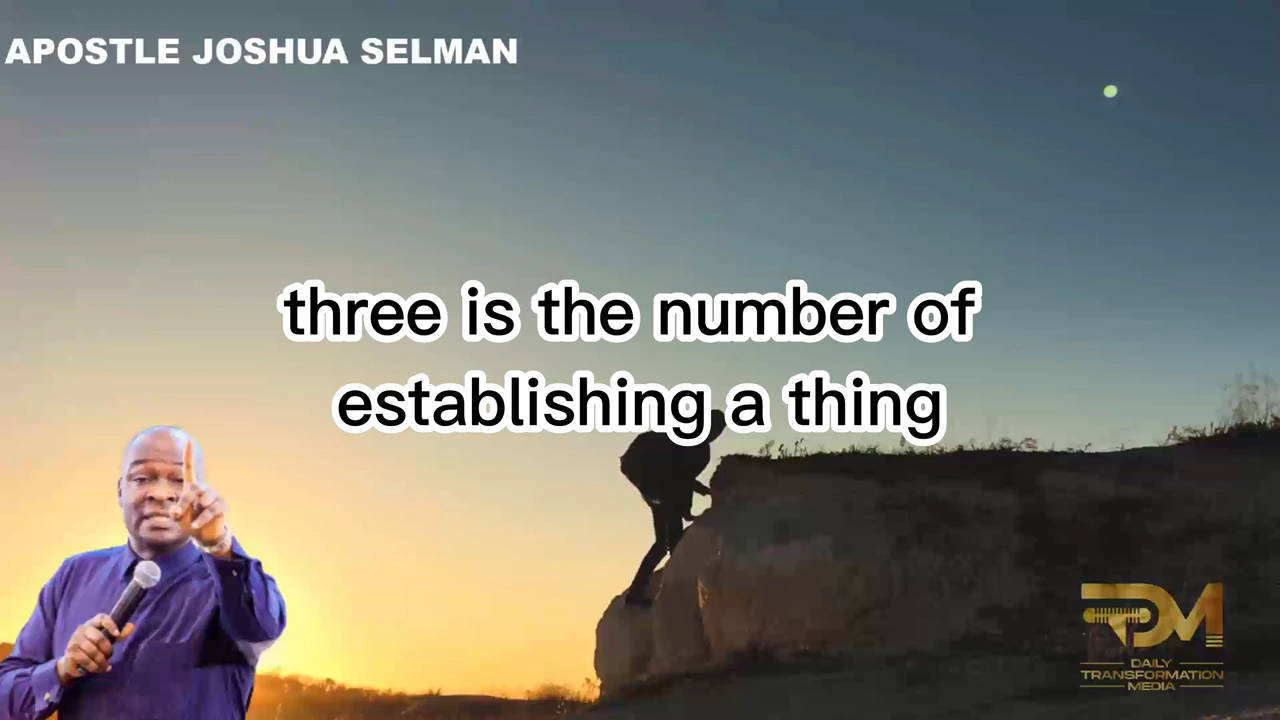 APOSTLE JOSHUA SELMAN
three is the number of
establishing a thing
DAILY
TRANSFORMATION
MEDIA